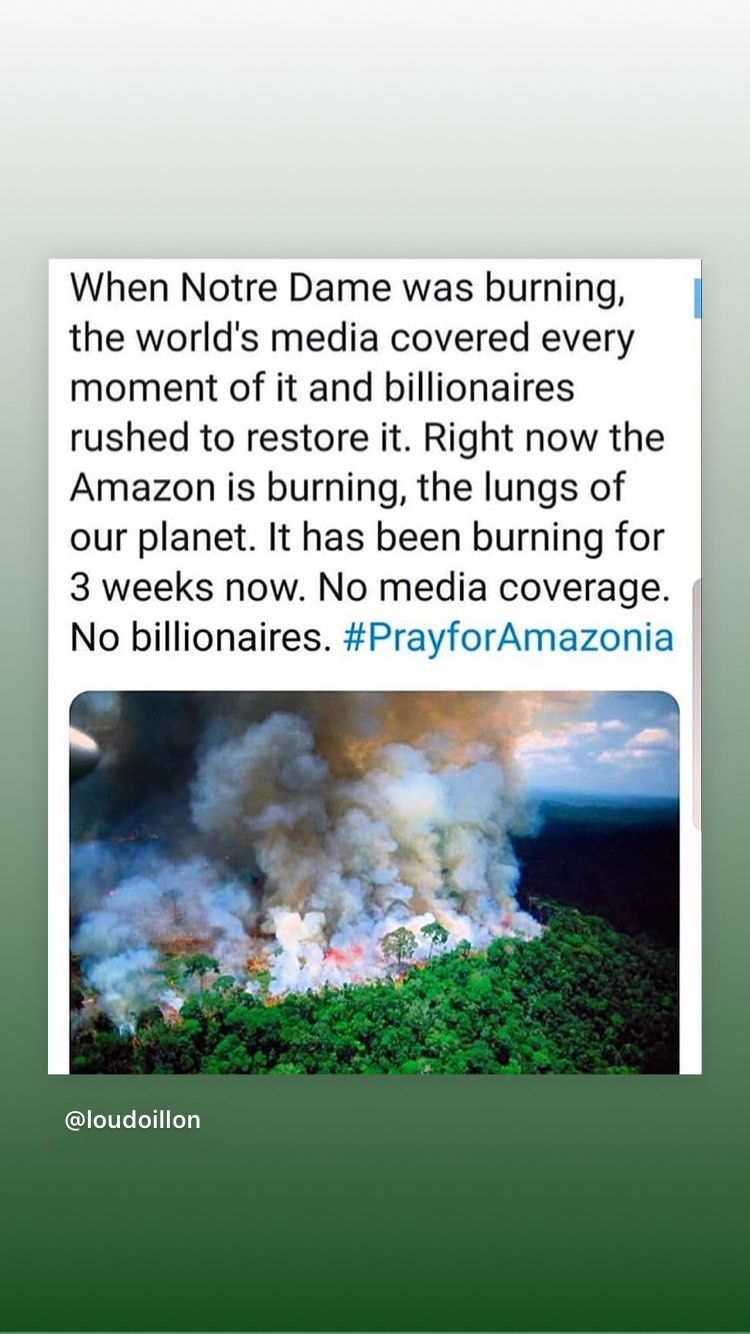 When Notre Dame was burning,
the world's media covered every
moment of it and billionaires
rushed to restore it. Right now the
Amazon is burning, the lungs of
our planet. It has been burning for
3 weeks now. No media coverage.
No billionaires. #PrayforAmazonia
@loudoillon